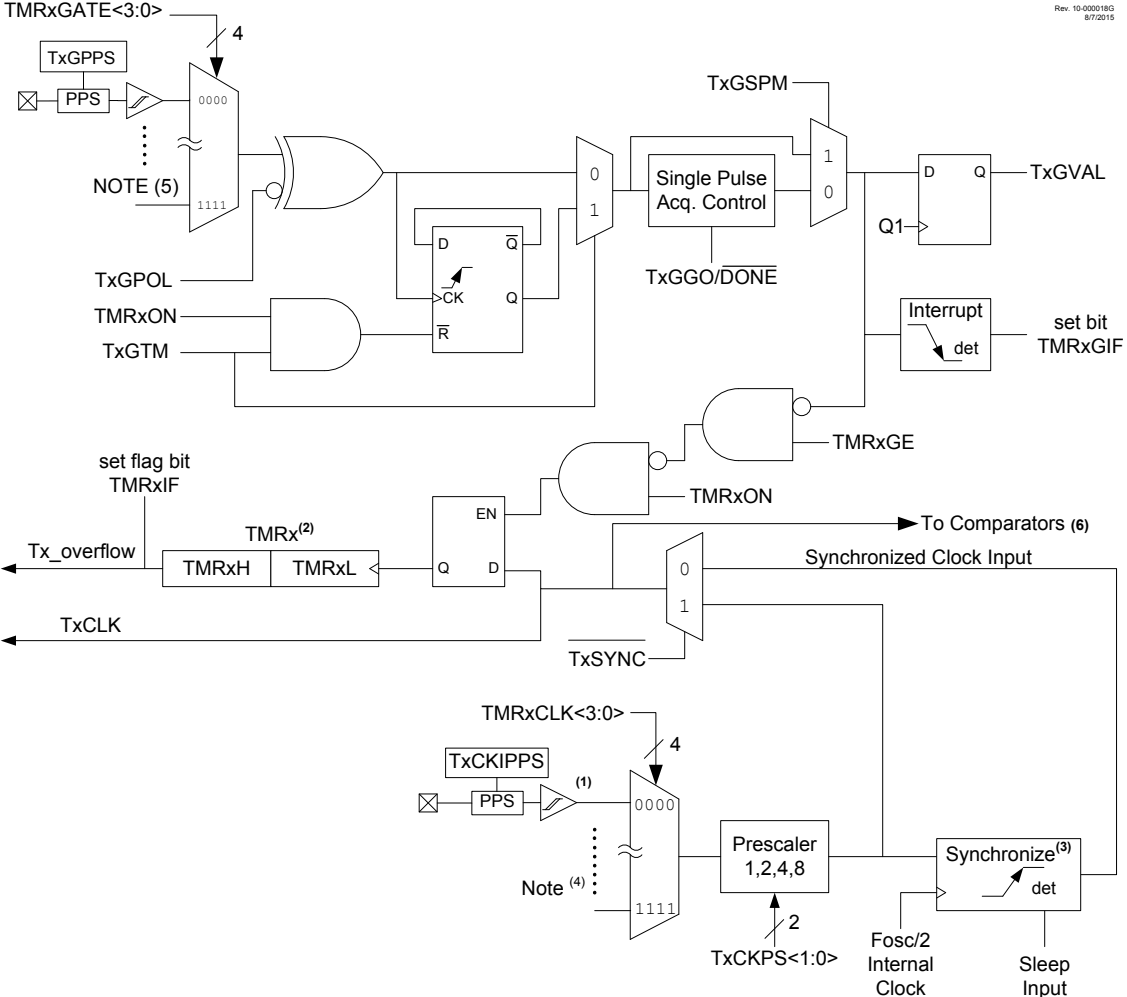 TMRxGATE<3:0>
Rev. 10-000018G
8/7/2015
4
TxGPPS
PPS
0000
NOTE (5)
1111
TxGPOL
TMRxON
TxGTM
D
Q
CK
Q
R
0
1
TxGSPM
Single Pulse
Acq. Control
TxGGO/DONE
1
0
D
Q
Q1
TxGVAL
Interrupt
det
set bit
TMRxGIF
TMRxGE
TMRxON
set flag bit
TMRxIF
Tx_overflow
TMRx(2)
TMRxH
TMRxL
EN
Q
D
To Comparators (6)
Synchronized Clock Input
0
1
TxCLK
TxSYNC
TMRxCLK<3:0>
4
TxCKIPPS
PPS
(1)
0000
Note (4)
1111
Prescaler
1,2,4,8
2
TxCKPS<1:0>
Synchronize(3)
det
Fosc/2
Internal
Clock
Sleep
Input